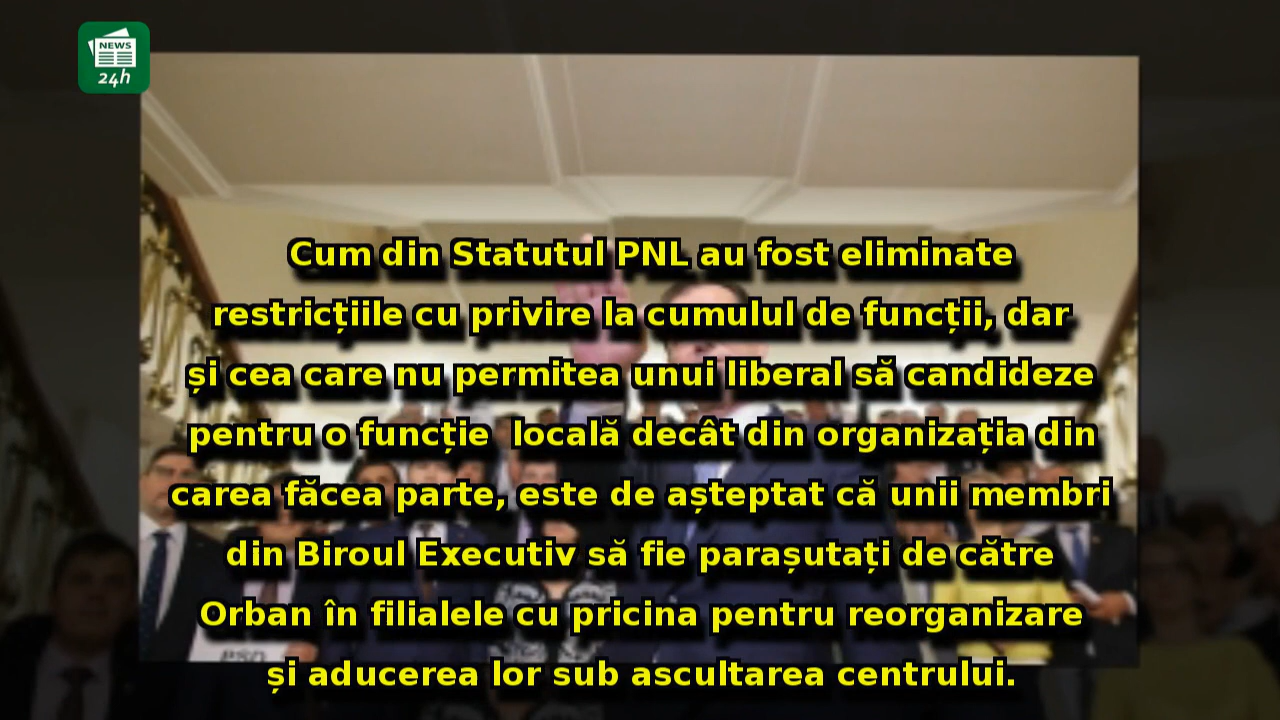 NEWS
24h
Cum din Statutul PNL au fost eliminate
restricțiile cu privire la cumulul de funcții, dar
și cea care nu permitea unui liberal să candideze
pentru o funcție  locală decât din organizația din
carea făcea parte, este de așteptat că unii membri
din Biroul Executiv să fie parașutați de către
Orban în filialele cu pricina pentru reorganizare
PSD
și aducerea lor sub ascultarea centrului.